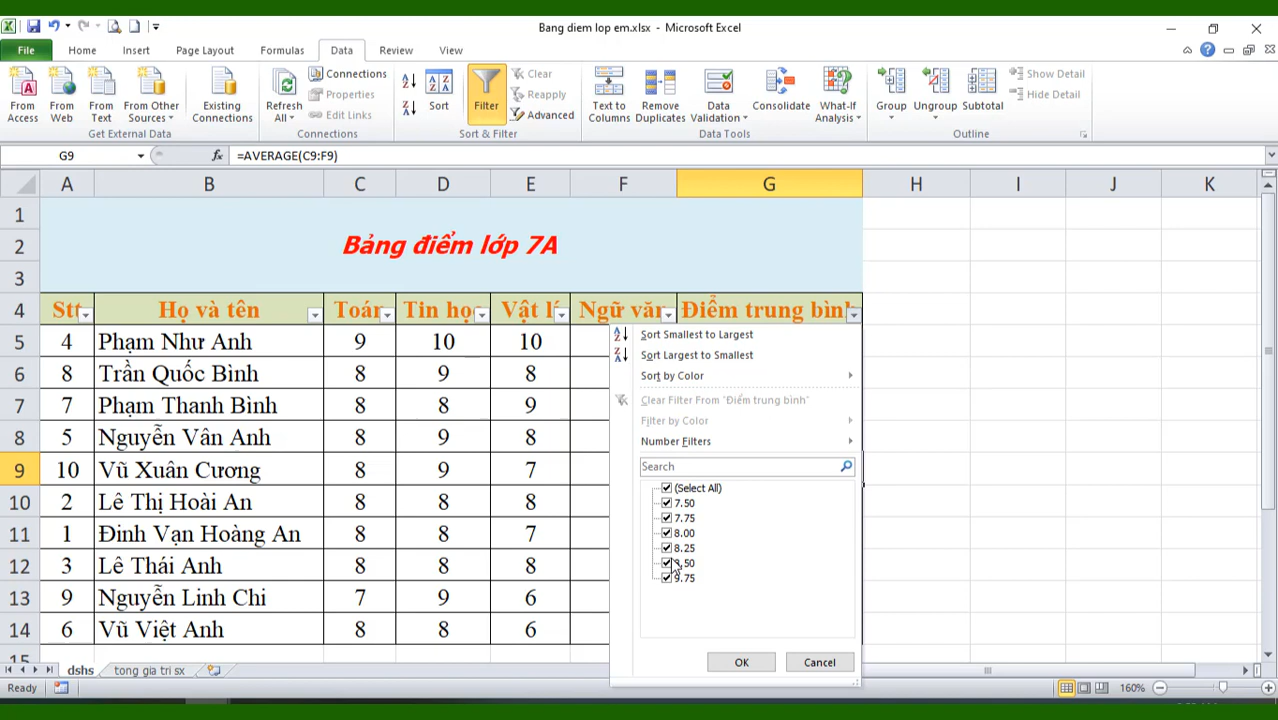 Bang diem lop em.xlsx - Microsoft Excel
File Home Insert Page Layout Formulas Data Review View
From Access
From Web
From Text
From Other Sources
Existing Connections
Get External Data
Refresh All
Connections
Properties
Edit Links
Connections
Sort
Filter
Clear
Reapply
Advanced
Sort & Filter
Text to Columns
Remove Duplicates
Data Validation
Consolidate
What-If Analysis
Data Tools
Group
Ungroup
Subtotal
Show Detail
Hide Detail
Outline
G9 fx =AVERAGE(C9:F9)
A B C D E F G H I J K
1
2 Bảng điểm lớp 7A
3
4 Stt Họ và tên Toán Tin học Vật lí Ngữ văn Điểm trung bình
5 4 Phạm Như Anh 9 10 10
6 8 Trần Quốc Bình 8 9 8
7 7 Phạm Thanh Bình 8 8 9
8 5 Nguyễn Vân Anh 8 9 8
9 10 Vũ Xuân Cương 8 9 7
10 2 Lê Thị Hoài An 8 8 8
11 1 Đinh Vạn Hoàng An 8 8 7
12 3 Lê Thái Anh 8 8 8
13 9 Nguyễn Linh Chi 7 9 6
14 6 Vũ Việt Anh 8 8 6
15
Sort Smallest to Largest
Sort Largest to Smallest
Sort by Color
Clear Filter From 'Điểm trung bình'
Filter by Color
Number Filters
Search
(Select All)
7.50
7.75
8.00
8.25
8.50
9.75
OK Cancel
dshs tong gia tri sx
Ready 160%